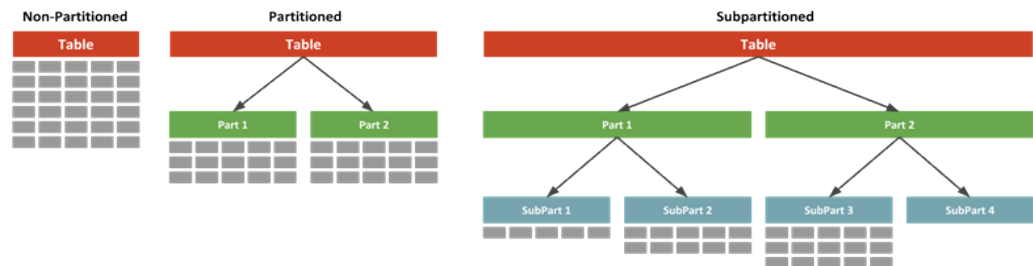 Non-Partitioned
Partitioned
Subpartitioned
Table
Table
Table
Part 1
Part 2
Part 1
Part 2
SubPart 1
SubPart 2
SubPart 3
SubPart 4